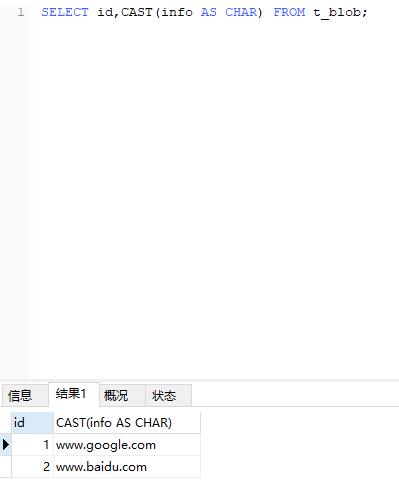 1 SELECT id,CAST(info AS CHAR) FROM t_blob;
信息 结果1 概况 状态
id CAST(info AS CHAR)
1 www.google.com
2 www.baidu.com